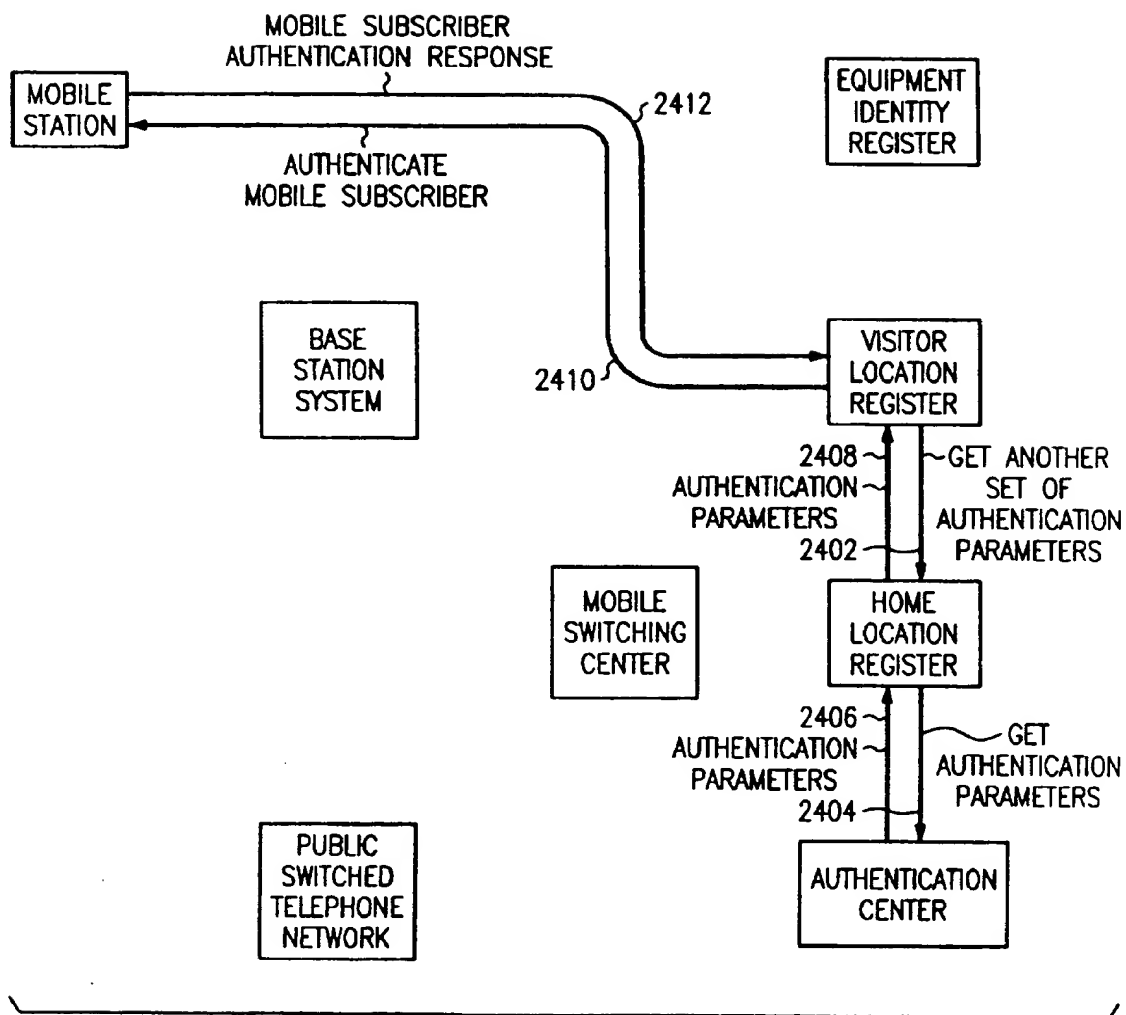 MOBILE SUBSCRIBER
AUTHENTICATION RESPONSE
MOBILE
STATION
2412
EQUIPMENT
IDENTITY
REGISTER
AUTHENTICATE
MOBILE SUBSCRIBER
BASE
STATION
SYSTEM
2410
VISITOR
LOCATION
REGISTER
2408
AUTHENTICATION
PARAMETERS
2402
GET ANOTHER
SET OF
AUTHENTICATION
PARAMETERS
MOBILE
SWITCHING
CENTER
HOME
LOCATION
REGISTER
2406
AUTHENTICATION
PARAMETERS
2404
GET
AUTHENTICATION
PARAMETERS
PUBLIC
SWITCHED
TELEPHONE
NETWORK
AUTHENTICATION
CENTER